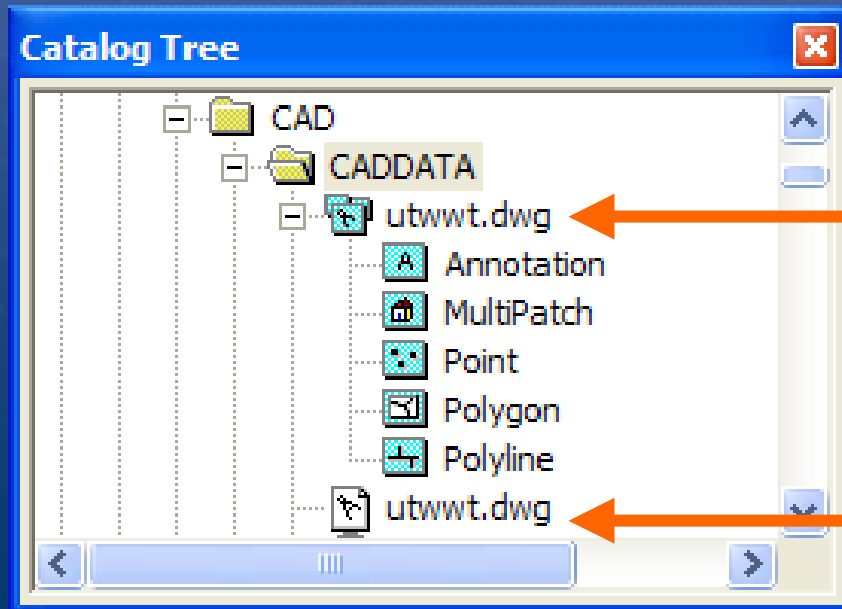 Catalog Tree
CAD
CADDATA
utwwt.dwg
A Annotation
MultiPatch
Point
Polygon
Polyline
utwwt.dwg